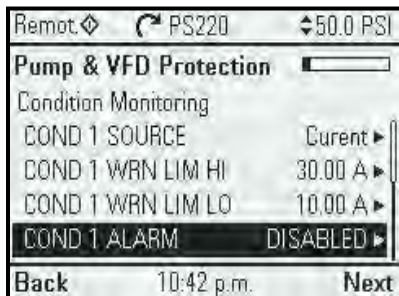 Remot. PS220 50.0 PSI
Pump & VFD Protection
Condition Monitoring
COND 1 SOURCE Curent
COND 1 WRN LIM HI 30.00 A
COND 1 WRN LIM LO 10.00 A
COND 1 ALARM DISABLED
Back 10:42 p.m. Next